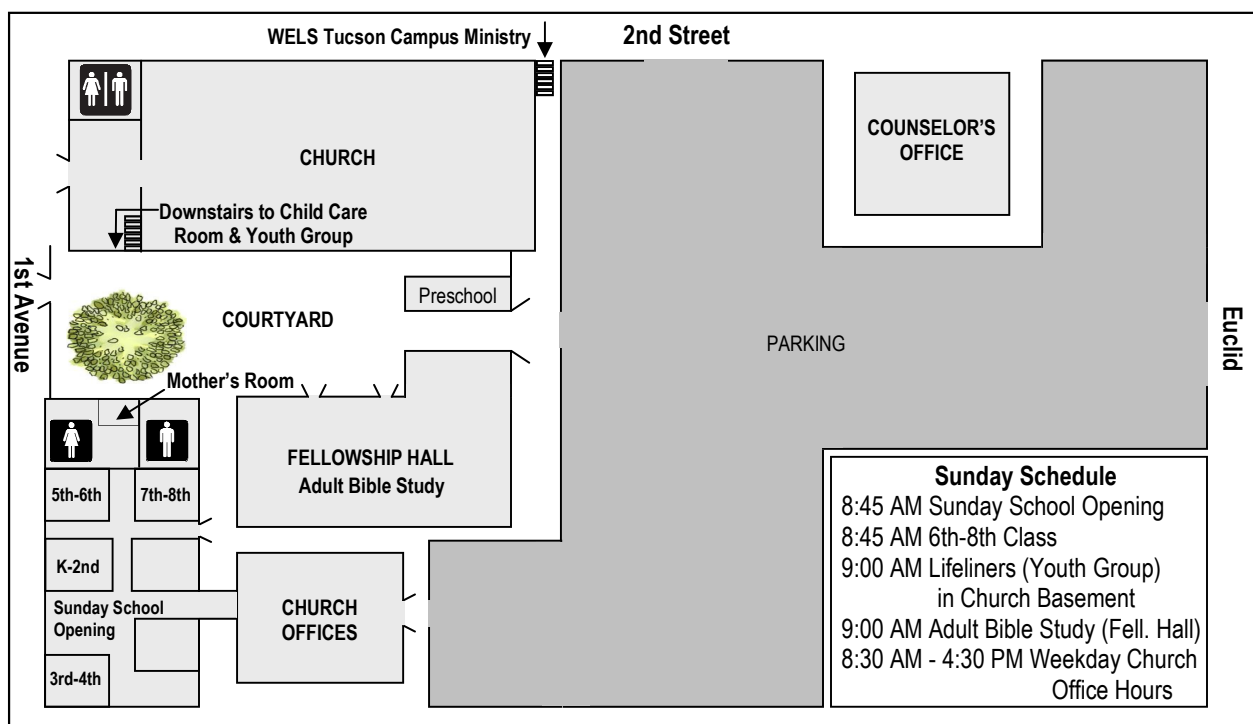 WELS Tucson Campus Ministry
2nd Street
CHURCH
COUNSELOR'S
OFFICE
Downstairs to Child Care
Room & Youth Group
1st Avenue
Preschool
COURTYARD
PARKING
Euclid
Mother's Room
FELLOWSHIP HALL
Adult Bible Study
5th-6th
7th-8th
K-2nd
Sunday School
Opening
3rd-4th
CHURCH
OFFICES
Sunday Schedule
8:45 AM Sunday School Opening
8:45 AM 6th-8th Class
9:00 AM Lifeliners (Youth Group)
in Church Basement
9:00 AM Adult Bible Study (Fell. Hall)
8:30 AM - 4:30 PM Weekday Church
Office Hours